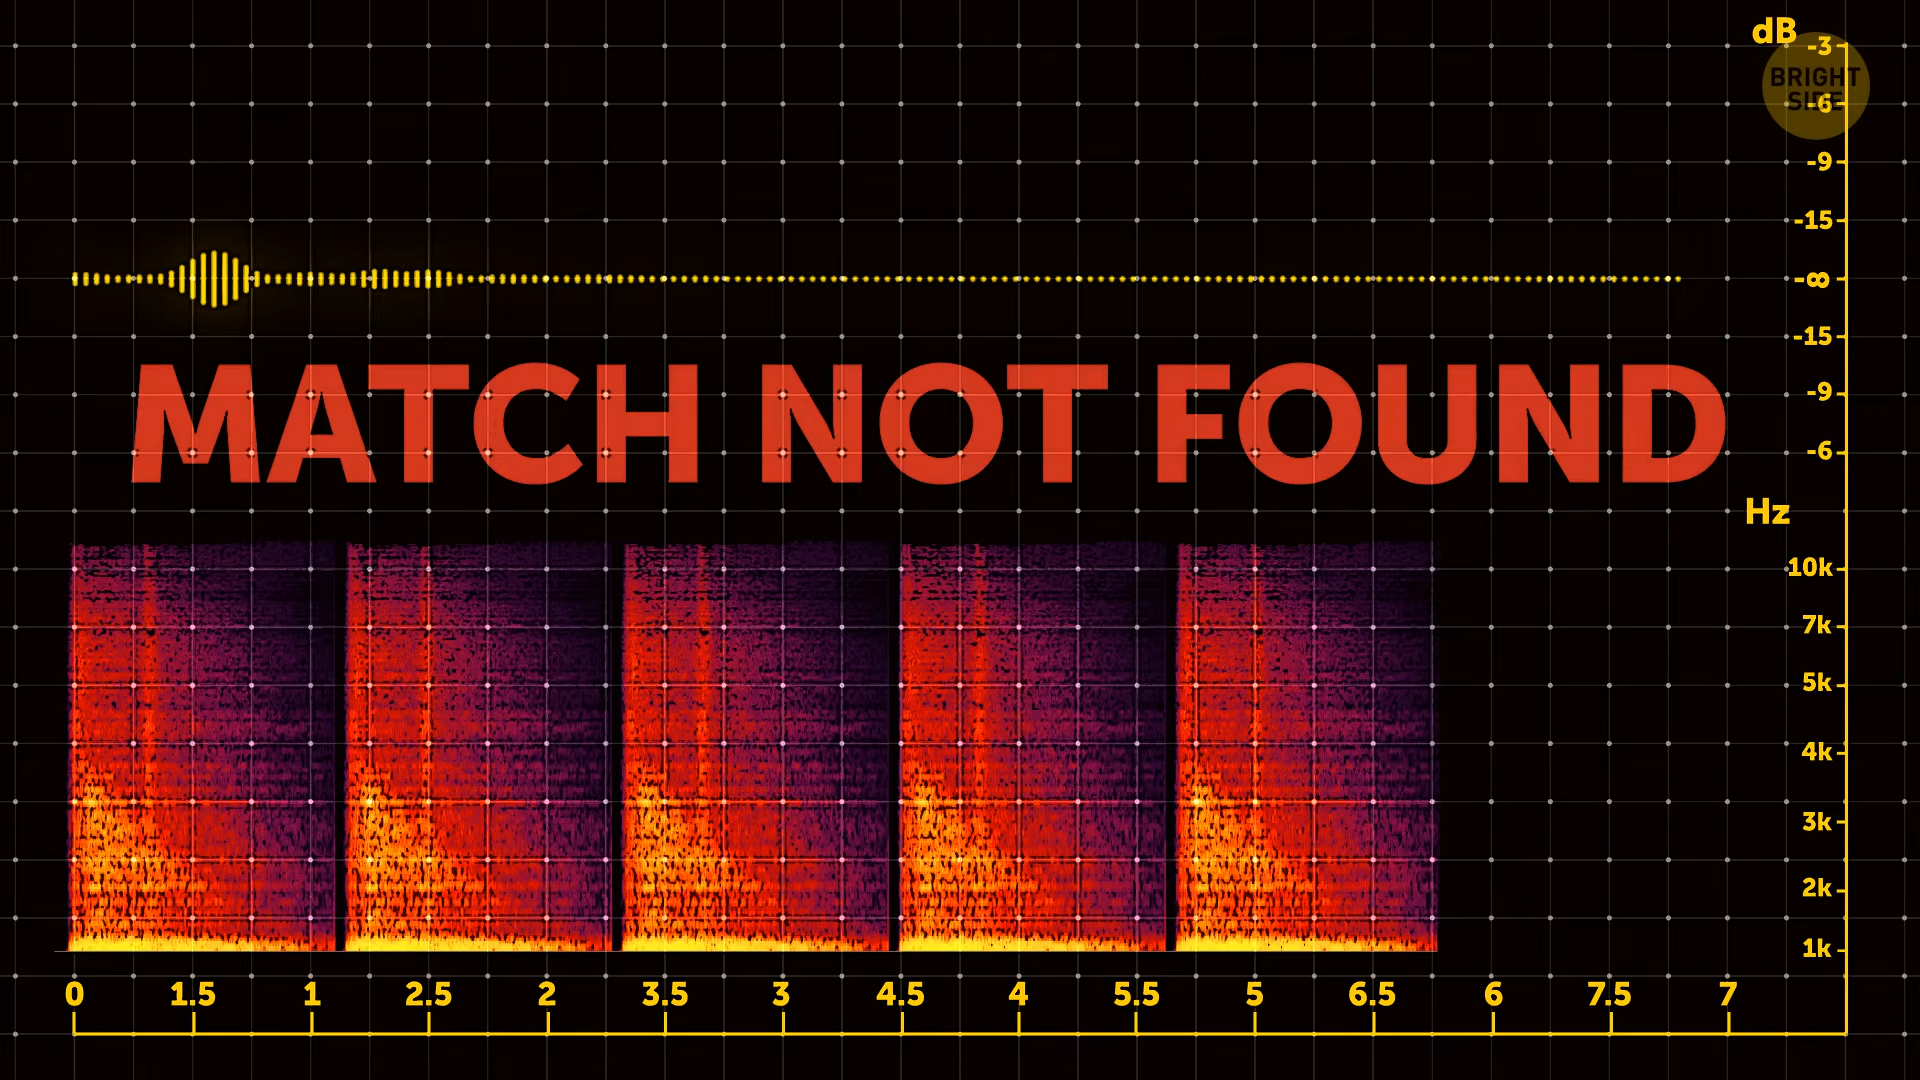 dB
-3
BRIGHT
SIDE
-6
-9
-15
-∞
-15
MATCH NOT FOUND
-9
-6
Hz
10k
7k
5k
4k
3k
2k
1k
0 1.5 1 2.5 2 3.5 3 4.5 4 5.5 5 6.5 6 7.5 7